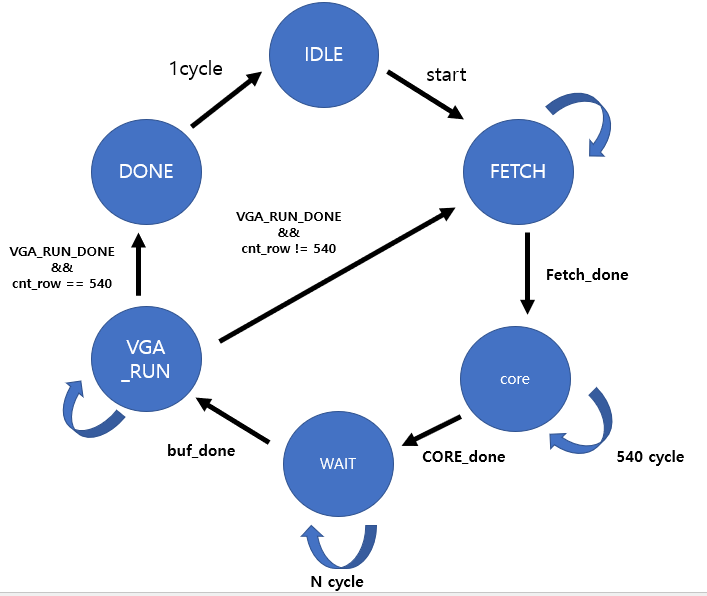 IDLE
1cycle
start
DONE
FETCH
VGA_RUN_DONE
&&
cnt_row != 540
VGA_RUN_DONE
&&
cnt_row == 540
Fetch_done
VGA
_RUN
core
buf_done
WAIT
CORE_done
540 cycle
N cycle